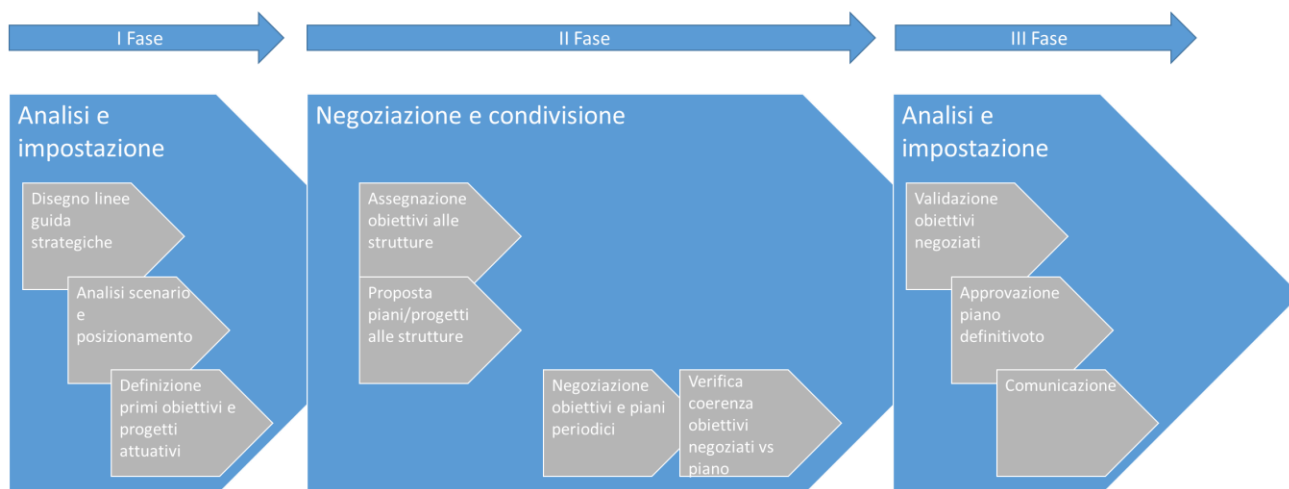 I Fase
II Fase
III Fase
Analisi e
impostazione
Disegno linee
guida
strategiche
Analisi scenario
e
posizionamento
Definizione
primi obiettivi e
progetti
attuativi
Negoziazione e condivisione
Assegnazione
obiettivi alle
strutture
Proposta
piani/progetti
alle strutture
Negoziazione
obiettivi e piani
periodici
Verifica
coerenza
obiettivi
negoziati vs
piano
Analisi e
impostazione
Validazione
obiettivi
negoziati
Approvazione
piano
definitivoto
Comunicazione